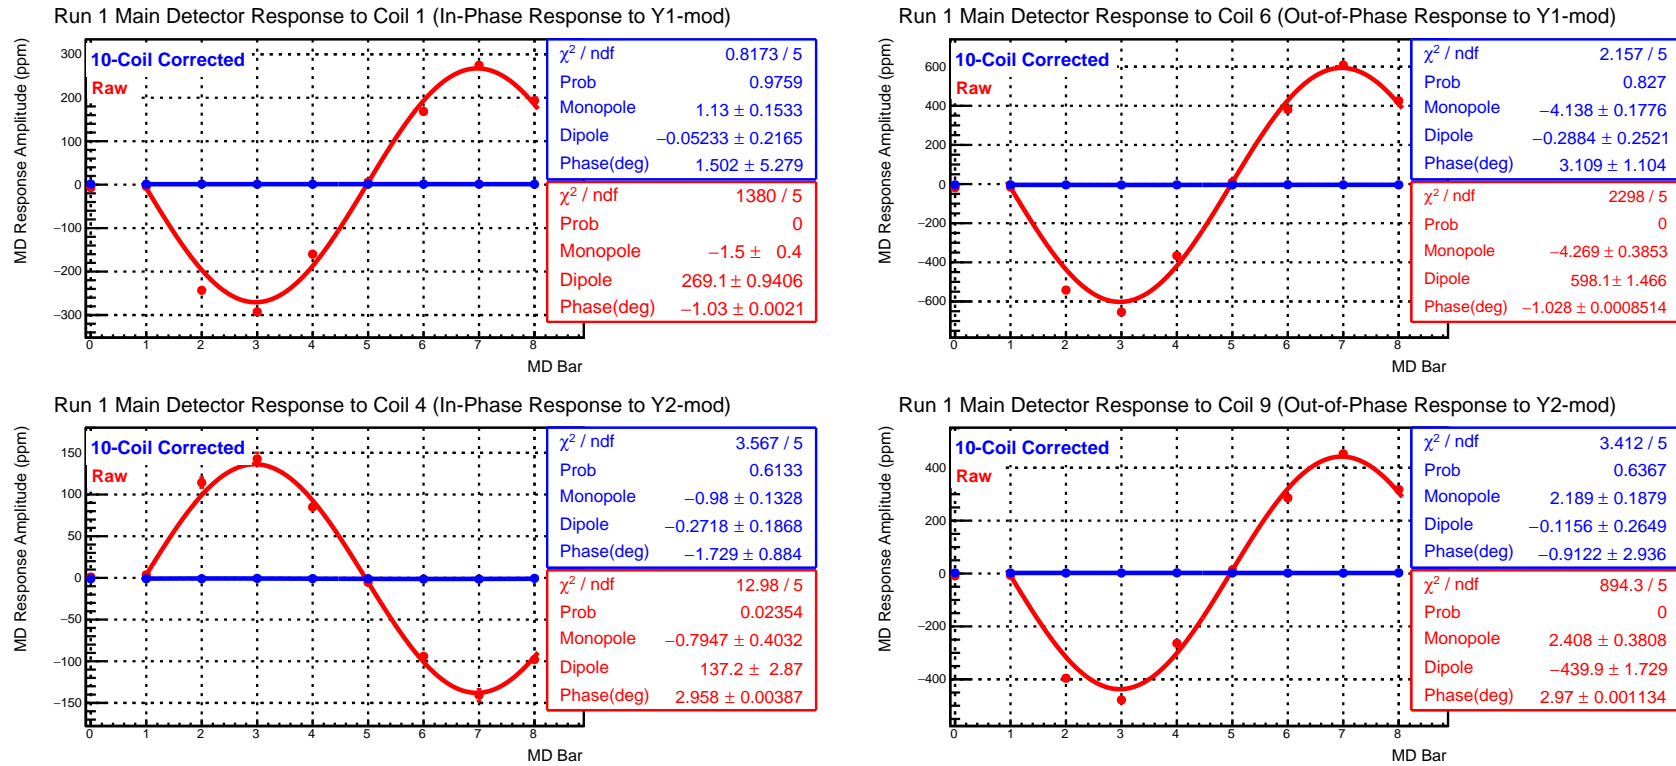 Run 1 Main Detector Response to Coil 1 (In-Phase Response to Y1-mod)
MD Response Amplitude (ppm)
10-Coil Corrected
Raw
300
200
100
0
−100
−200
−300
0 1 2 3 4 5 6 7 8
MD Bar
χ² / ndf 0.8173 / 5
Prob 0.9759
Monopole 1.13 ± 0.1533
Dipole −0.05233 ± 0.2165
Phase(deg) 1.502 ± 5.279
χ² / ndf 1380 / 5
Prob 0
Monopole −1.5 ± 0.4
Dipole 269.1 ± 0.9406
Phase(deg) −1.03 ± 0.0021
Run 1 Main Detector Response to Coil 6 (Out-of-Phase Response to Y1-mod)
MD Response Amplitude (ppm)
10-Coil Corrected
Raw
600
400
200
0
−200
−400
−600
0 1 2 3 4 5 6 7 8
MD Bar
χ² / ndf 2.157 / 5
Prob 0.827
Monopole −4.138 ± 0.1776
Dipole −0.2884 ± 0.2521
Phase(deg) 3.109 ± 1.104
χ² / ndf 2298 / 5
Prob 0
Monopole −4.269 ± 0.3853
Dipole 598.1 ± 1.466
Phase(deg) −1.028 ± 0.0008514
Run 1 Main Detector Response to Coil 4 (In-Phase Response to Y2-mod)
MD Response Amplitude (ppm)
10-Coil Corrected
Raw
150
100
50
0
−50
−100
−150
0 1 2 3 4 5 6 7 8
MD Bar
χ² / ndf 3.567 / 5
Prob 0.6133
Monopole −0.98 ± 0.1328
Dipole −0.2718 ± 0.1868
Phase(deg) −1.729 ± 0.884
χ² / ndf 12.98 / 5
Prob 0.02354
Monopole −0.7947 ± 0.4032
Dipole 137.2 ± 2.87
Phase(deg) 2.958 ± 0.00387
Run 1 Main Detector Response to Coil 9 (Out-of-Phase Response to Y2-mod)
MD Response Amplitude (ppm)
10-Coil Corrected
Raw
400
200
0
−200
−400
0 1 2 3 4 5 6 7 8
MD Bar
χ² / ndf 3.412 / 5
Prob 0.6367
Monopole 2.189 ± 0.1879
Dipole −0.1156 ± 0.2649
Phase(deg) −0.9122 ± 2.936
χ² / ndf 894.3 / 5
Prob 0
Monopole 2.408 ± 0.3808
Dipole −439.9 ± 1.729
Phase(deg) 2.97 ± 0.001134